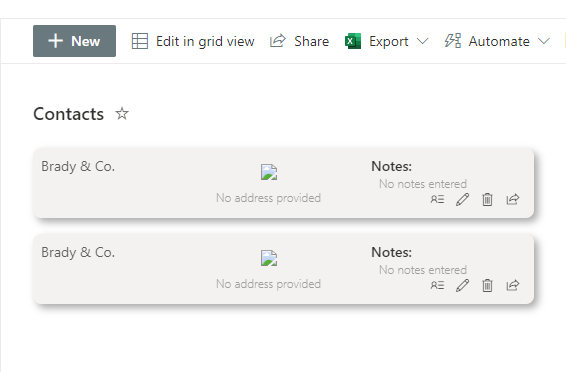 New Edit in grid view Share Export Automate
Contacts
Brady & Co.
No address provided
Notes:
No notes entered
Brady & Co.
No address provided
Notes:
No notes entered